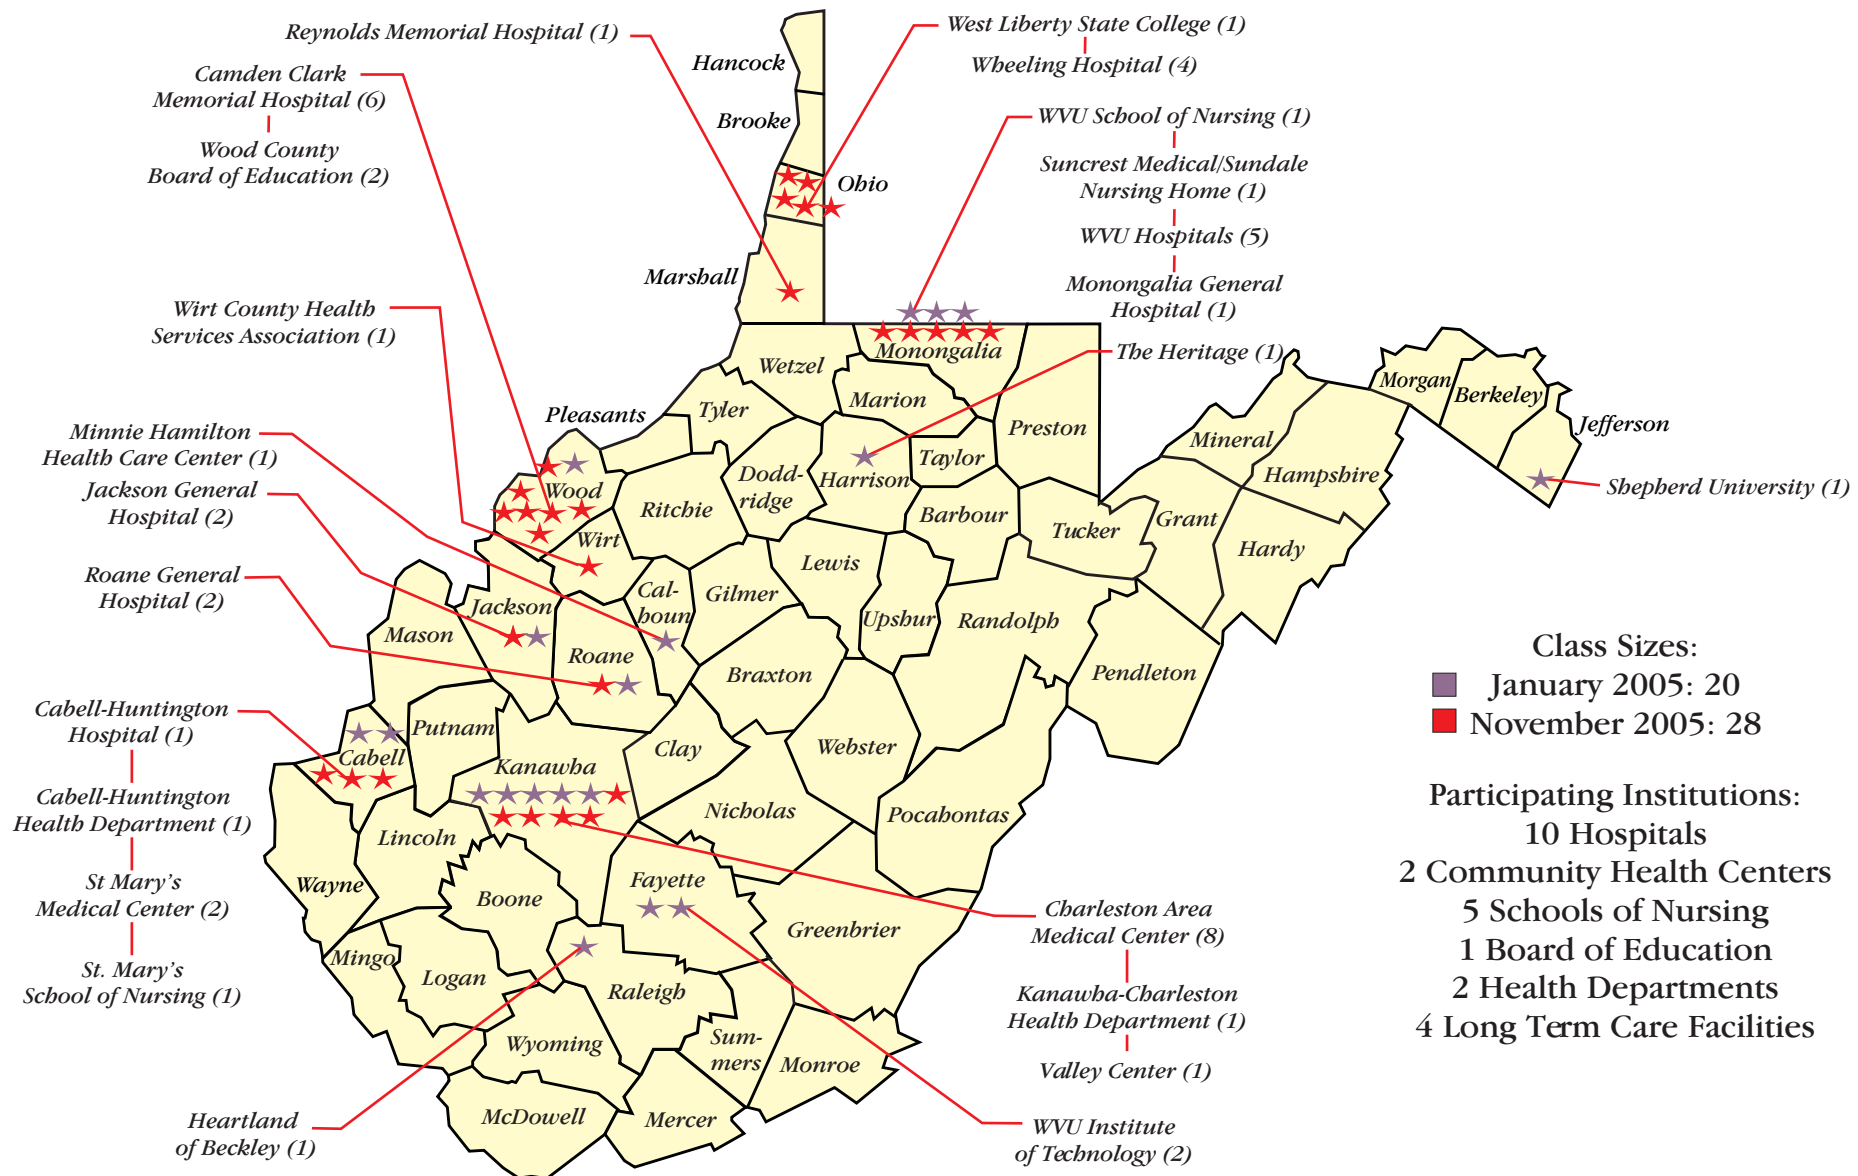 Reynolds Memorial Hospital (1)
Camden Clark
Memorial Hospital (6)
Wood County
Board of Education (2)
West Liberty State College (1)
Wheeling Hospital (4)
WVU School of Nursing (1)
Suncrest Medical/Sundale
Nursing Home (1)
WVU Hospitals (5)
Monongalia General
Hospital (1)
The Heritage (1)
Wirt County Health
Services Association (1)
Minnie Hamilton
Health Care Center (1)
Jackson General
Hospital (2)
Roane General
Hospital (2)
Cabell-Huntington
Hospital (1)
Cabell-Huntington
Health Department (1)
St Mary's
Medical Center (2)
St. Mary's
School of Nursing (1)
Heartland
of Beckley (1)
Shepherd University (1)
Charleston Area
Medical Center (8)
Kanawha-Charleston
Health Department (1)
Valley Center (1)
WVU Institute
of Technology (2)
Hancock
Brooke
Ohio
Marshall
Wetzel
Monongalia
Marion
Preston
Tyler
Pleasants
Wood
Ritchie
Dodd-
ridge
Harrison
Taylor
Barbour
Tucker
Grant
Mineral
Hampshire
Hardy
Morgan
Berkeley
Jefferson
Wirt
Cal-
houn
Gilmer
Lewis
Upshur
Randolph
Pendleton
Jackson
Mason
Roane
Braxton
Webster
Pocahontas
Putnam
Cabell
Kanawha
Clay
Nicholas
Lincoln
Wayne
Boone
Fayette
Greenbrier
Mingo
Logan
Raleigh
Wyoming
Sum-
mers
Monroe
McDowell
Mercer
Class Sizes:
January 2005: 20
November 2005: 28
Participating Institutions:
10 Hospitals
2 Community Health Centers
5 Schools of Nursing
1 Board of Education
2 Health Departments
4 Long Term Care Facilities